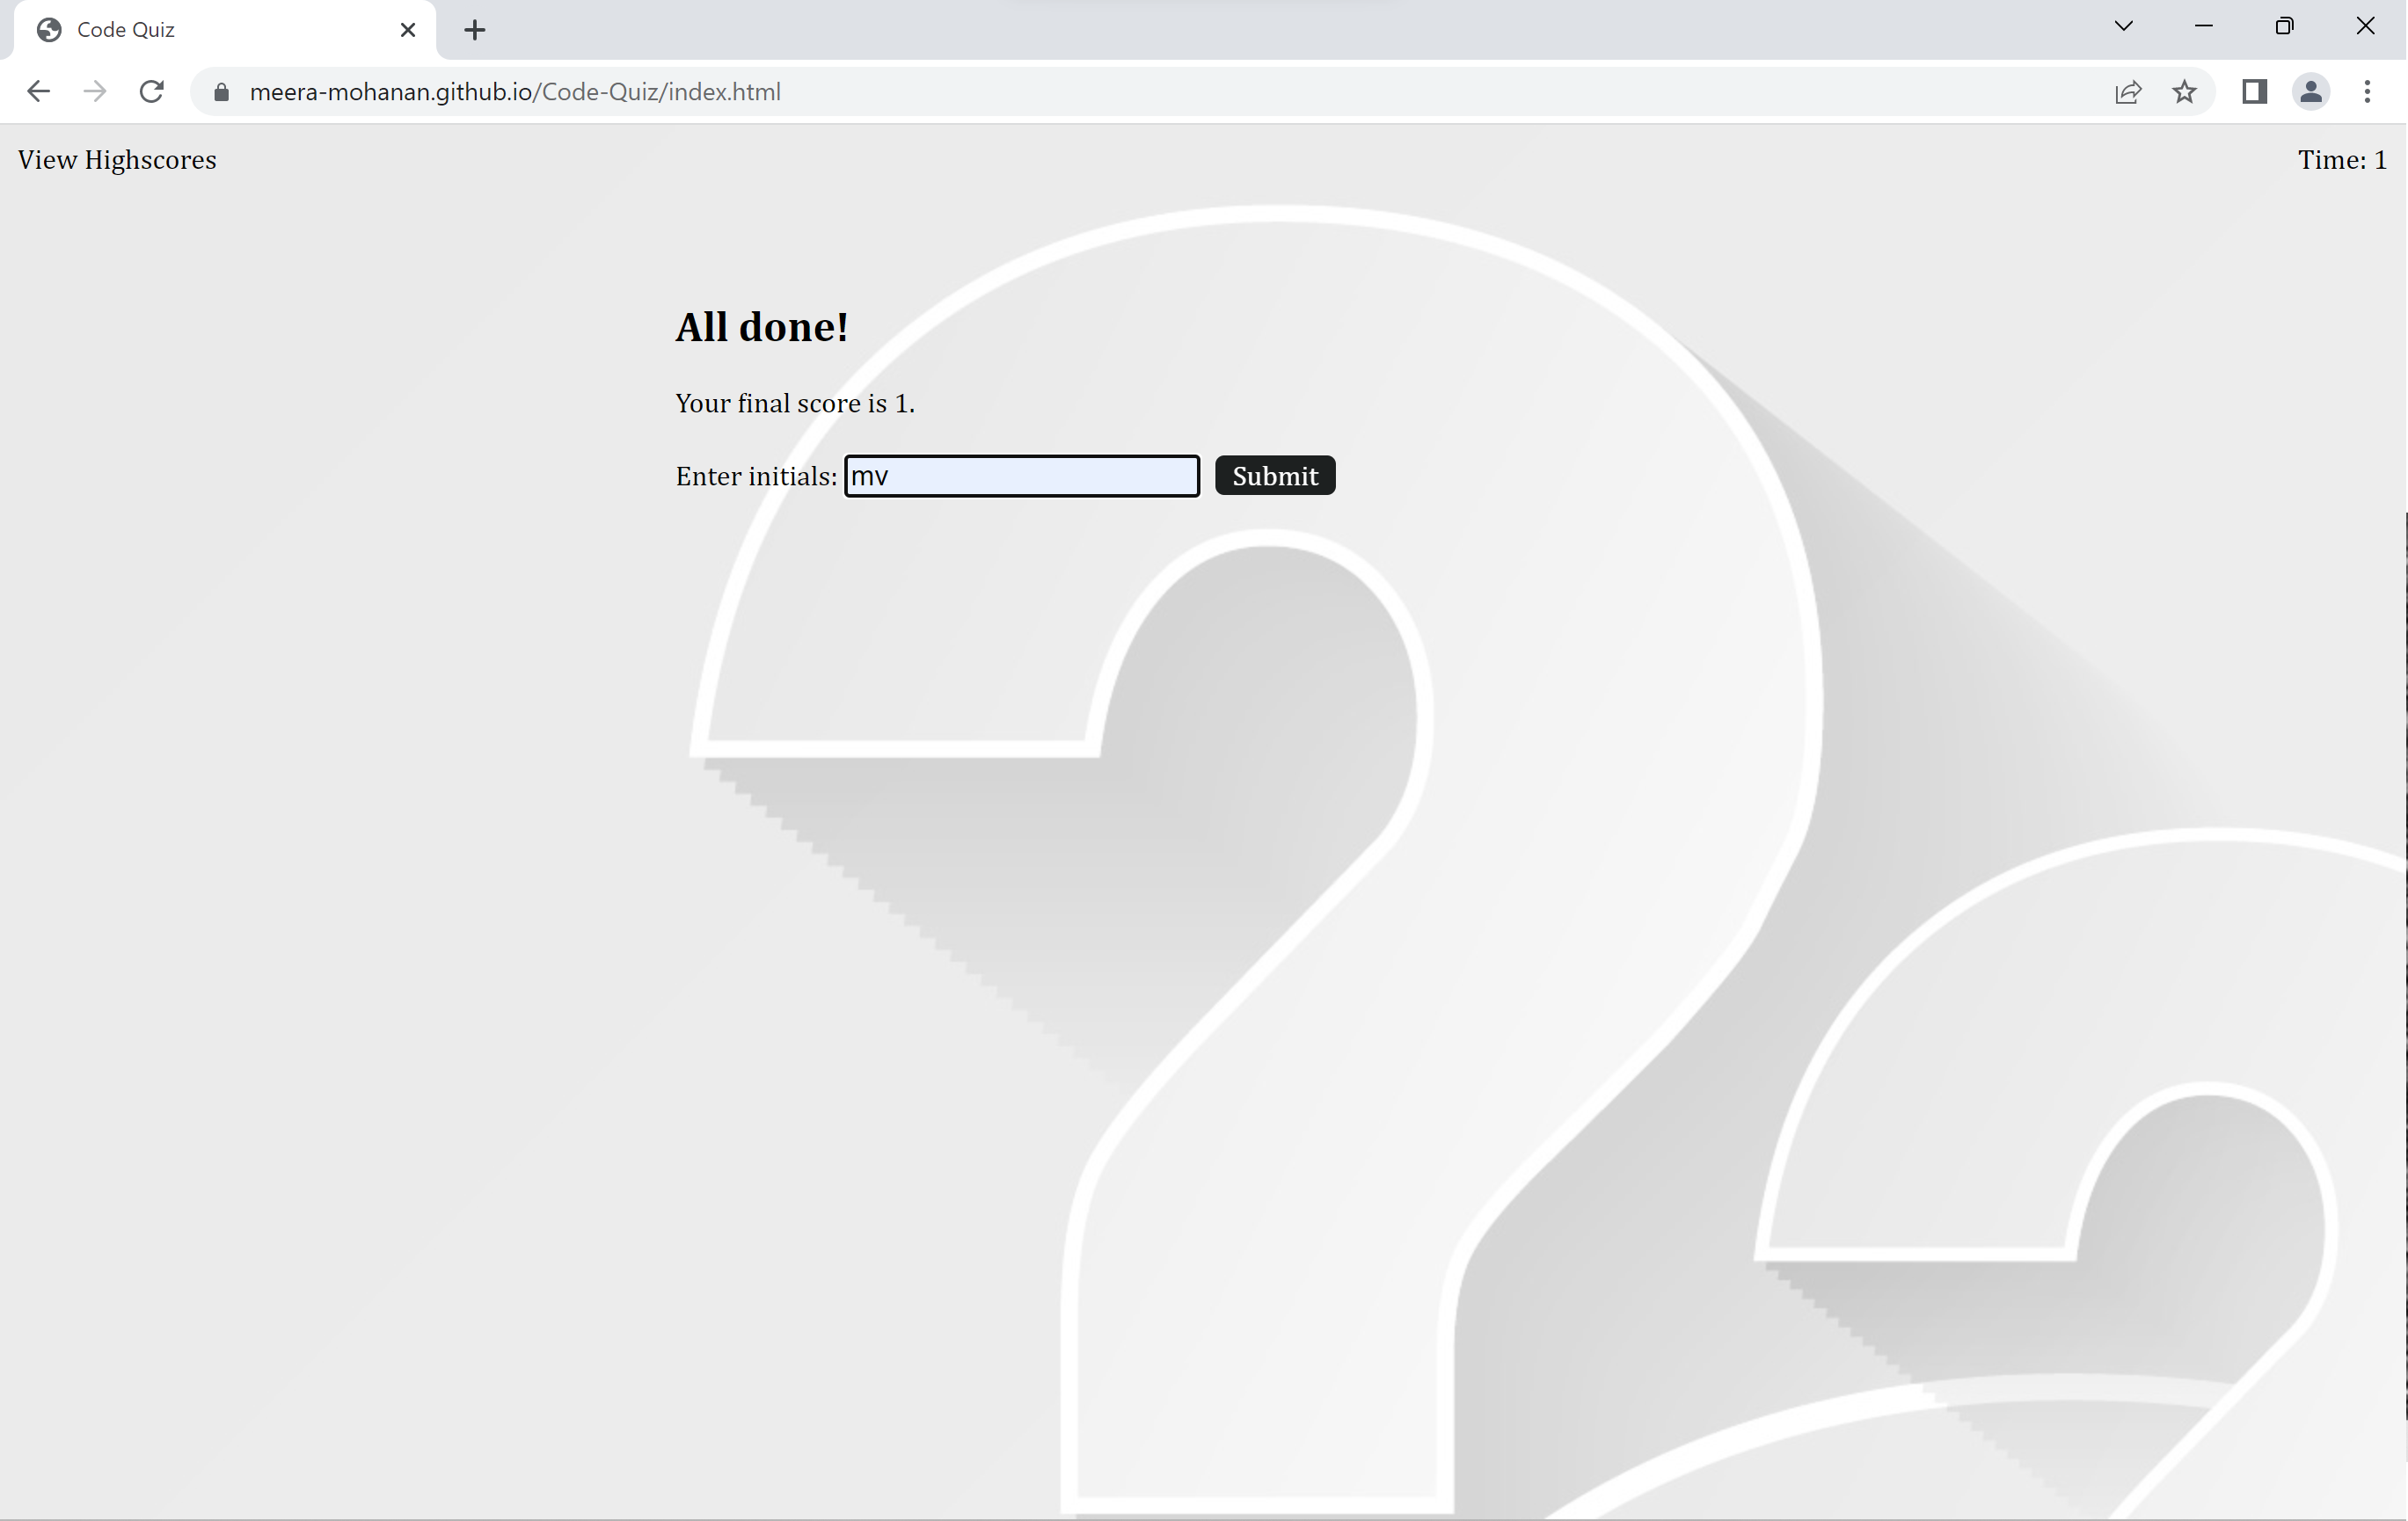 Code Quiz
meera-mohanan.github.io/Code-Quiz/index.html
View Highscores
Time: 1
All done!
Your final score is 1.
Enter initials: mv Submit